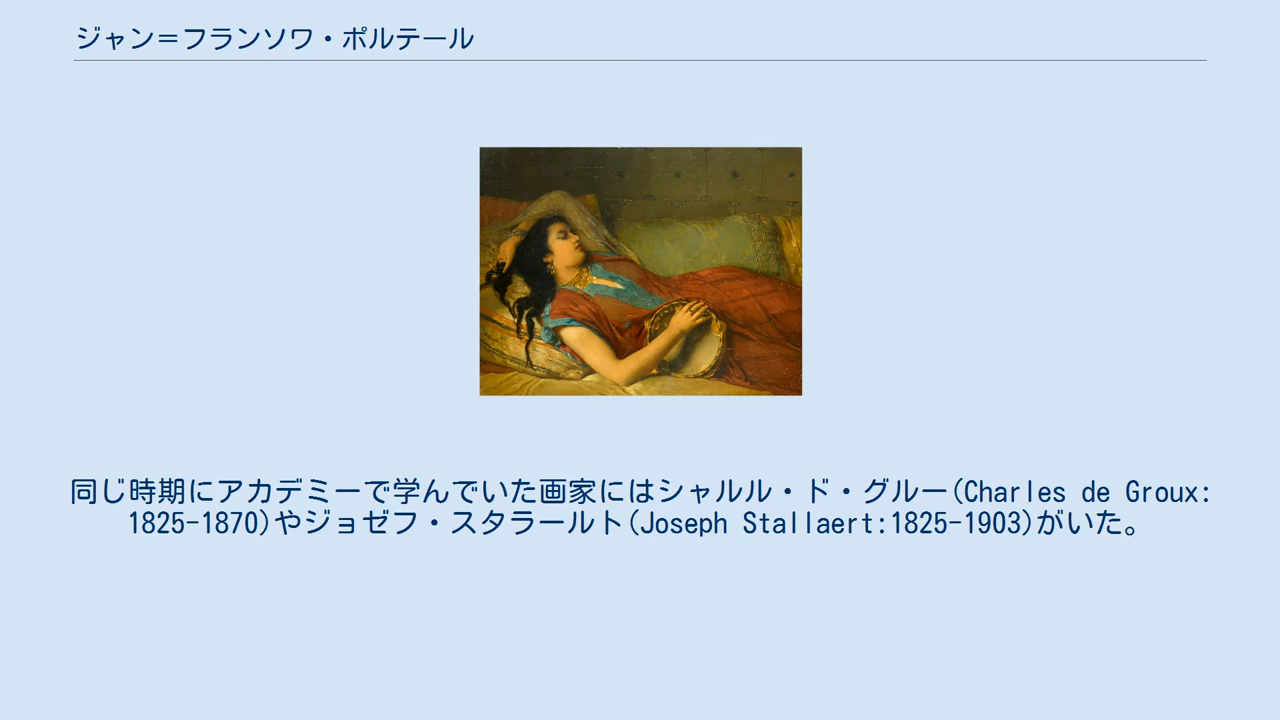 ジャン＝フランソワ・ポルテール
同じ時期にアカデミーで学んでいた画家にはシャルル・ド・グルー(Charles de Groux:
1825-1870)やジョゼフ・スタラールト(Joseph Stallaert:1825-1903)がいた。